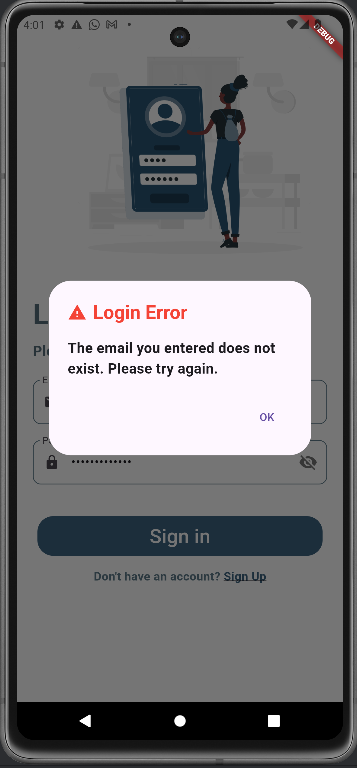 4:01
DEBUG
L
Login Error
The email you entered does not
exist. Please try again.
OK
Sign in
Don't have an account? Sign Up